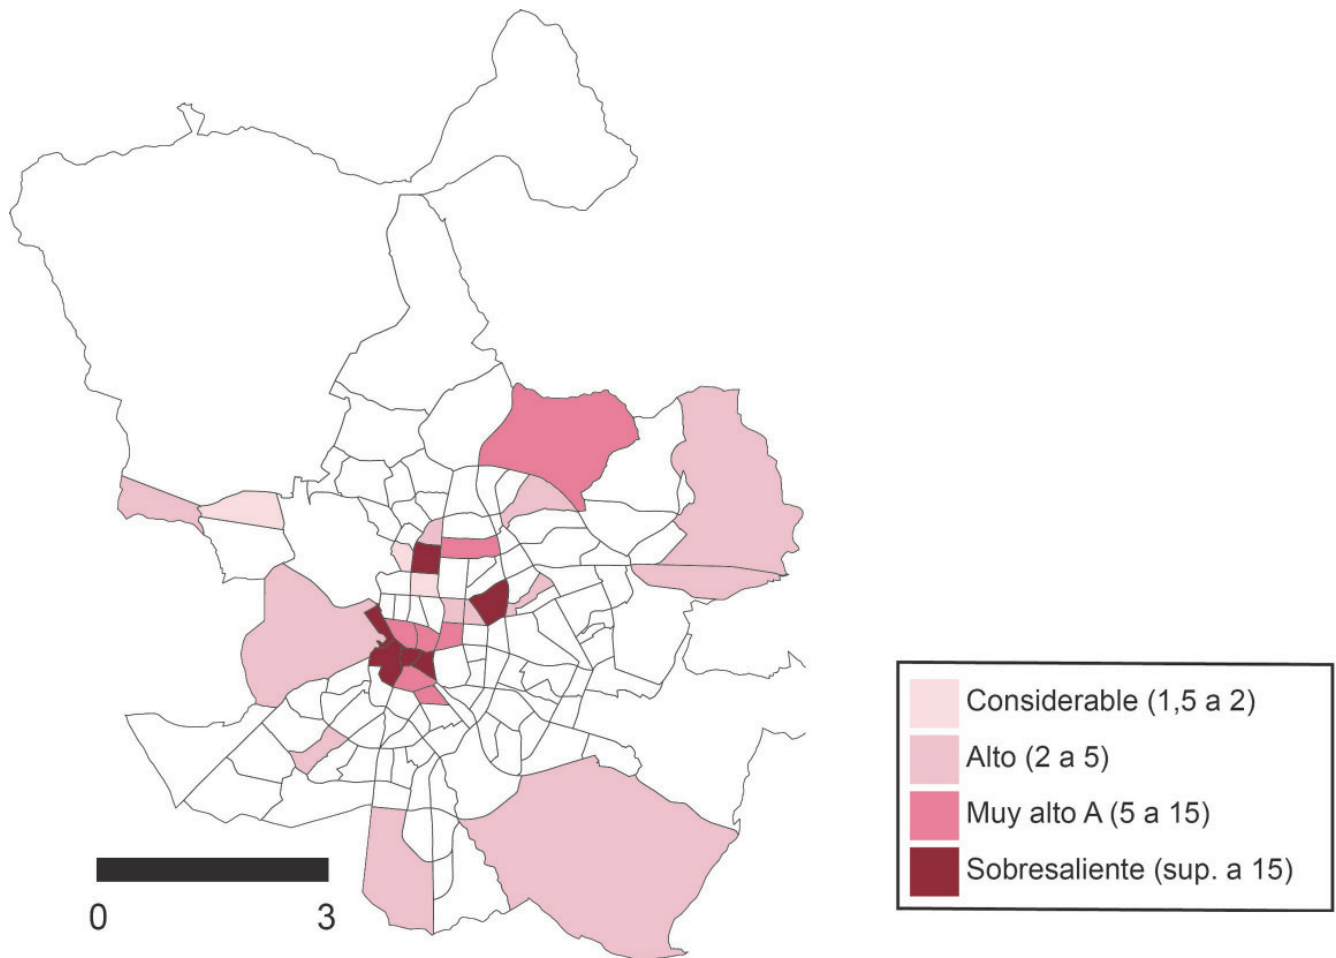 Considerable (1,5 a 2)
Alto (2 a 5)
Muy alto A (5 a 15)
Sobresaliente (sup. a 15)
0 3